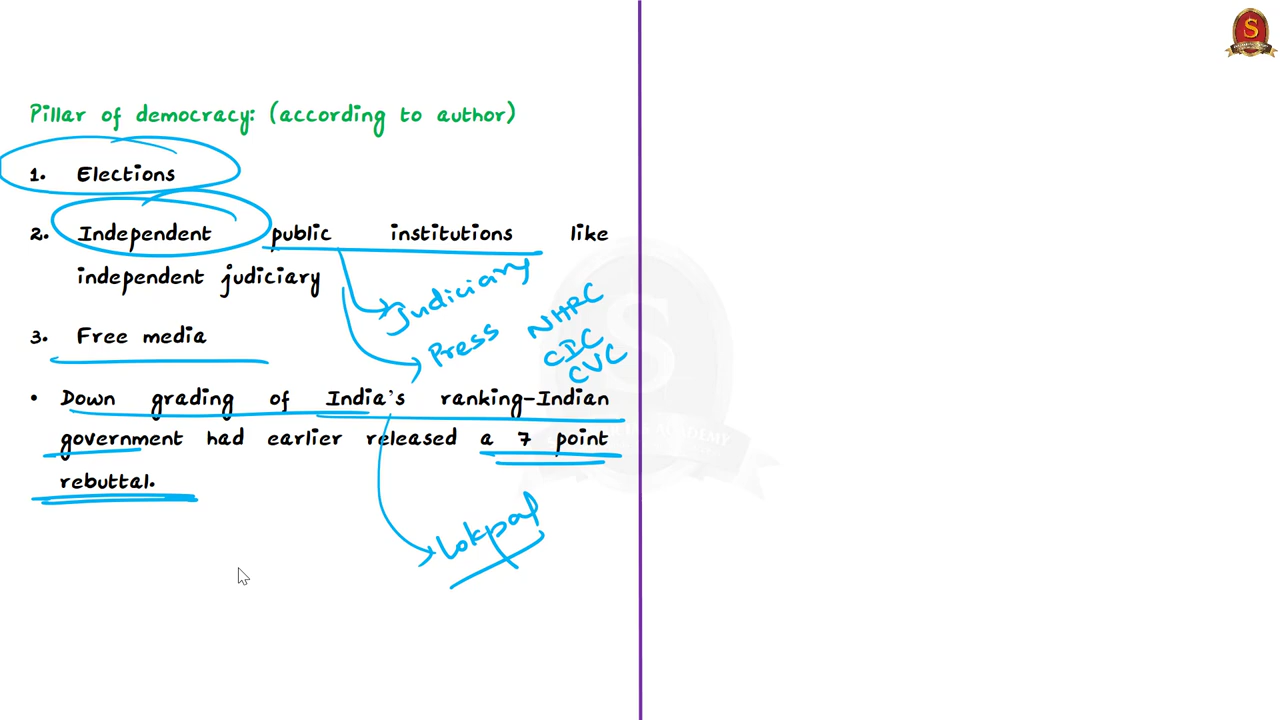 Pillar of democracy: (according to author)
1. Elections
2. Independent public institutions like
independent judiciary
Judiciary
3. Free media
Press
NHRC
CIC
CVC
• Down grading of India's ranking-Indian
government had earlier released a 7 point
rebuttal.
Lokpal